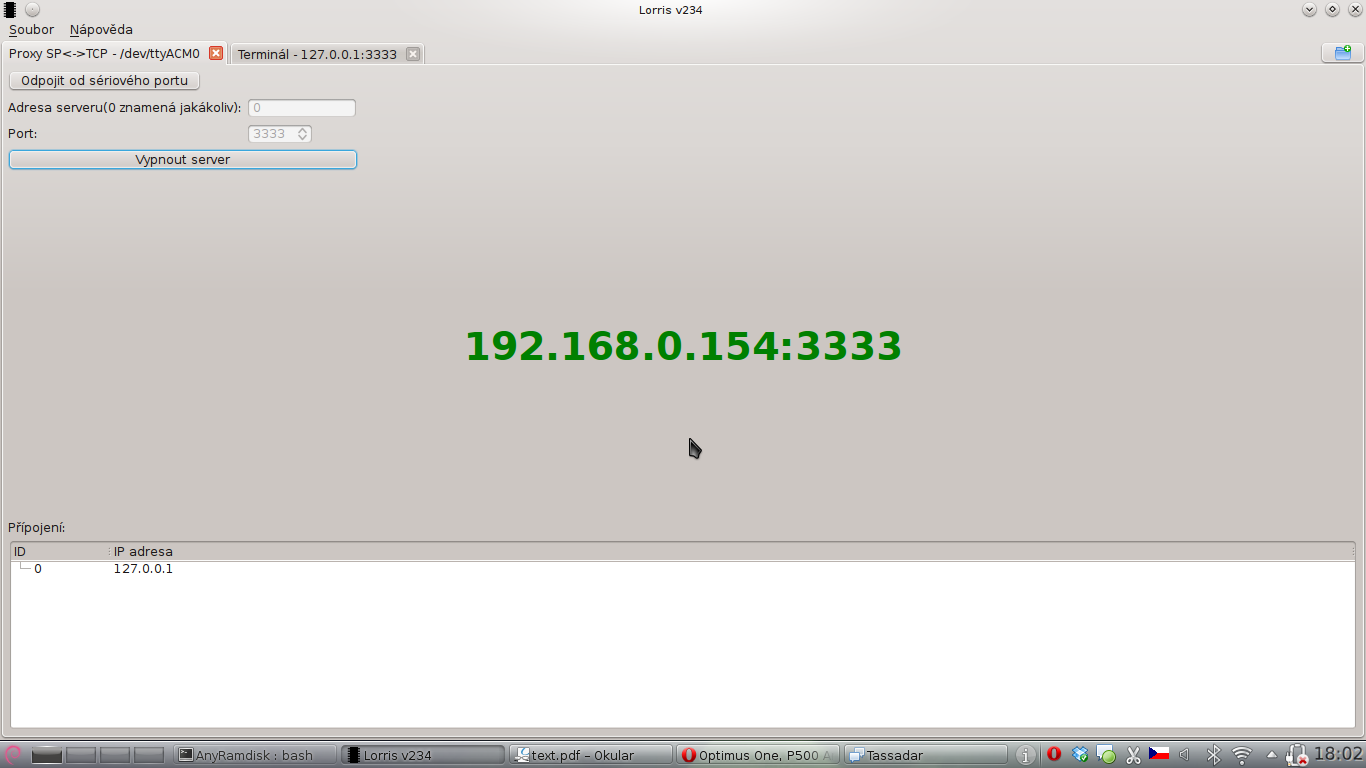 Lorris v234
Soubor Nápověda
Proxy SP<->TCP - /dev/ttyACM0 Terminál - 127.0.0.1:3333
Odpojit od sériového portu
Adresa serveru(0 znamená jakákoliv): 0
Port: 3333
Vypnout server
192.168.0.154:3333
Přípojení:
ID IP adresa
0 127.0.0.1
AnyRamdisk : bash Lorris v234 text.pdf – Okular Optimus One, P500 Tassadar 18:02